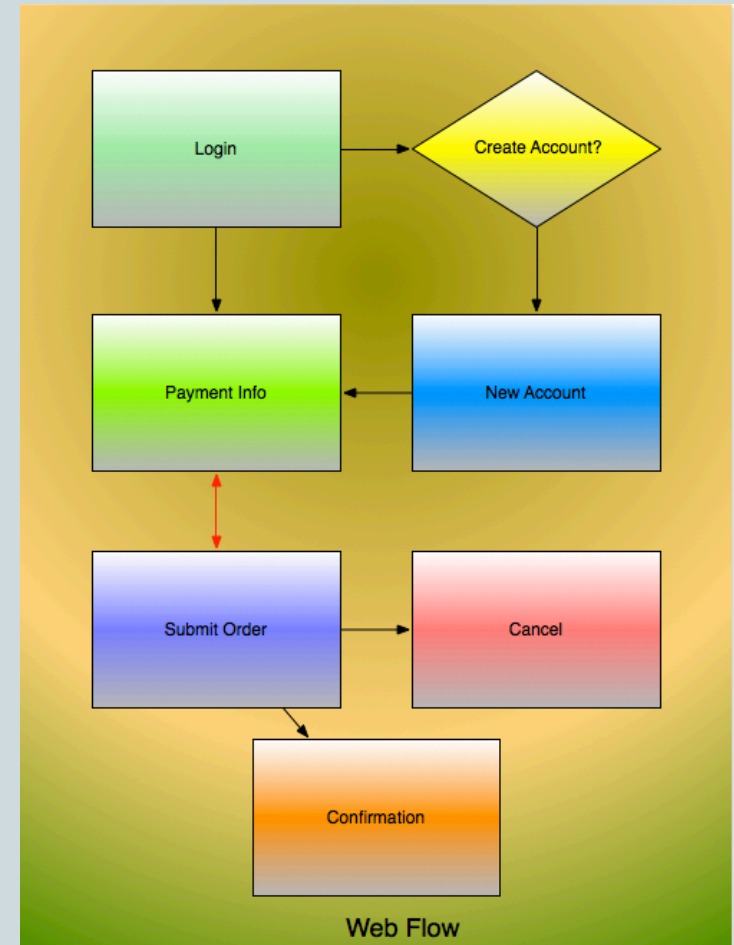 Login
Create Account?
Payment Info
New Account
Submit Order
Cancel
Confirmation
Web Flow